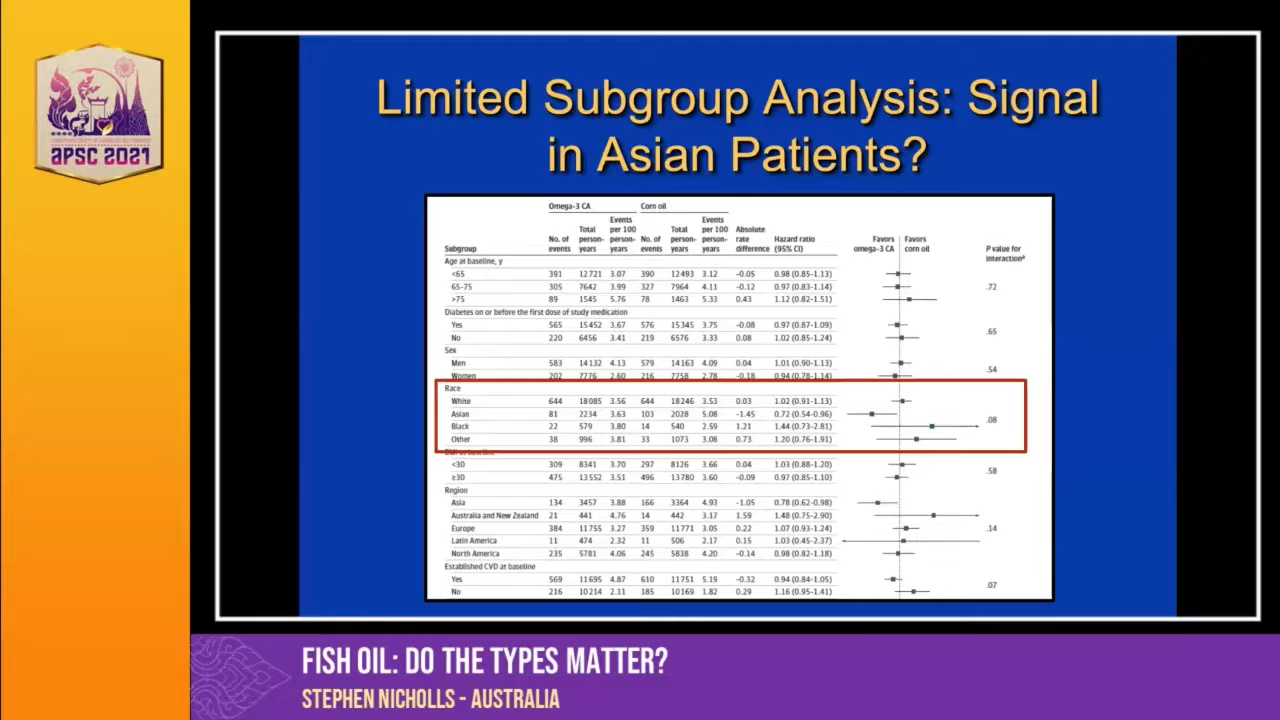 APSC 2021
Limited Subgroup Analysis: Signal
in Asian Patients?
Omega-3 CA Corn oil
Subgroup No. of events Total person-years Events per 100 person-years No. of events Total person-years Events per 100 person-years Absolute rate difference Hazard ratio (95% CI) Favors omega-3 CA Favors corn oil P value for interactionᵃ
Age at baseline, y
<65 391 12721 3.07 390 12493 3.12 -0.05 0.98 (0.85-1.13)
65-75 305 7642 3.99 327 7964 4.11 -0.12 0.97 (0.83-1.14) .72
>75 89 1545 5.76 78 1463 5.33 0.43 1.12 (0.82-1.51)
Diabetes on or before the first dose of study medication
Yes 565 15452 3.67 576 15345 3.75 -0.08 0.97 (0.87-1.09) .65
No 220 6456 3.41 219 6576 3.33 0.08 1.02 (0.85-1.24)
Sex
Men 583 14132 4.13 579 14163 4.09 0.04 1.01 (0.90-1.13) .54
Women 202 7776 2.60 216 7758 2.78 -0.18 0.94 (0.78-1.14)
Race
White 644 18085 3.56 644 18246 3.53 0.03 1.02 (0.91-1.13)
Asian 81 2234 3.63 103 2028 5.08 -1.45 0.72 (0.54-0.96) .08
Black 22 579 3.80 14 540 2.59 1.21 1.44 (0.73-2.81)
Other 38 996 3.81 33 1073 3.08 0.73 1.20 (0.76-1.91)
<30 309 8341 3.70 297 8126 3.66 0.04 1.03 (0.88-1.20) .58
≥30 475 13552 3.51 496 13780 3.60 -0.09 0.97 (0.85-1.10)
Region
Asia 134 3457 3.88 166 3364 4.93 -1.05 0.78 (0.62-0.98)
Australia and New Zealand 21 441 4.76 14 442 3.17 1.59 1.48 (0.75-2.90)
Europe 384 11755 3.27 359 11771 3.05 0.22 1.07 (0.93-1.24) .14
Latin America 11 474 2.32 11 506 2.17 0.15 1.03 (0.45-2.37)
North America 235 5781 4.06 245 5838 4.20 -0.14 0.98 (0.82-1.18)
Established CVD at baseline
Yes 569 11695 4.87 610 11751 5.19 -0.32 0.94 (0.84-1.05) .07
No 216 10214 2.11 185 10169 1.82 0.29 1.16 (0.95-1.41)
FISH OIL: DO THE TYPES MATTER?
STEPHEN NICHOLLS - AUSTRALIA